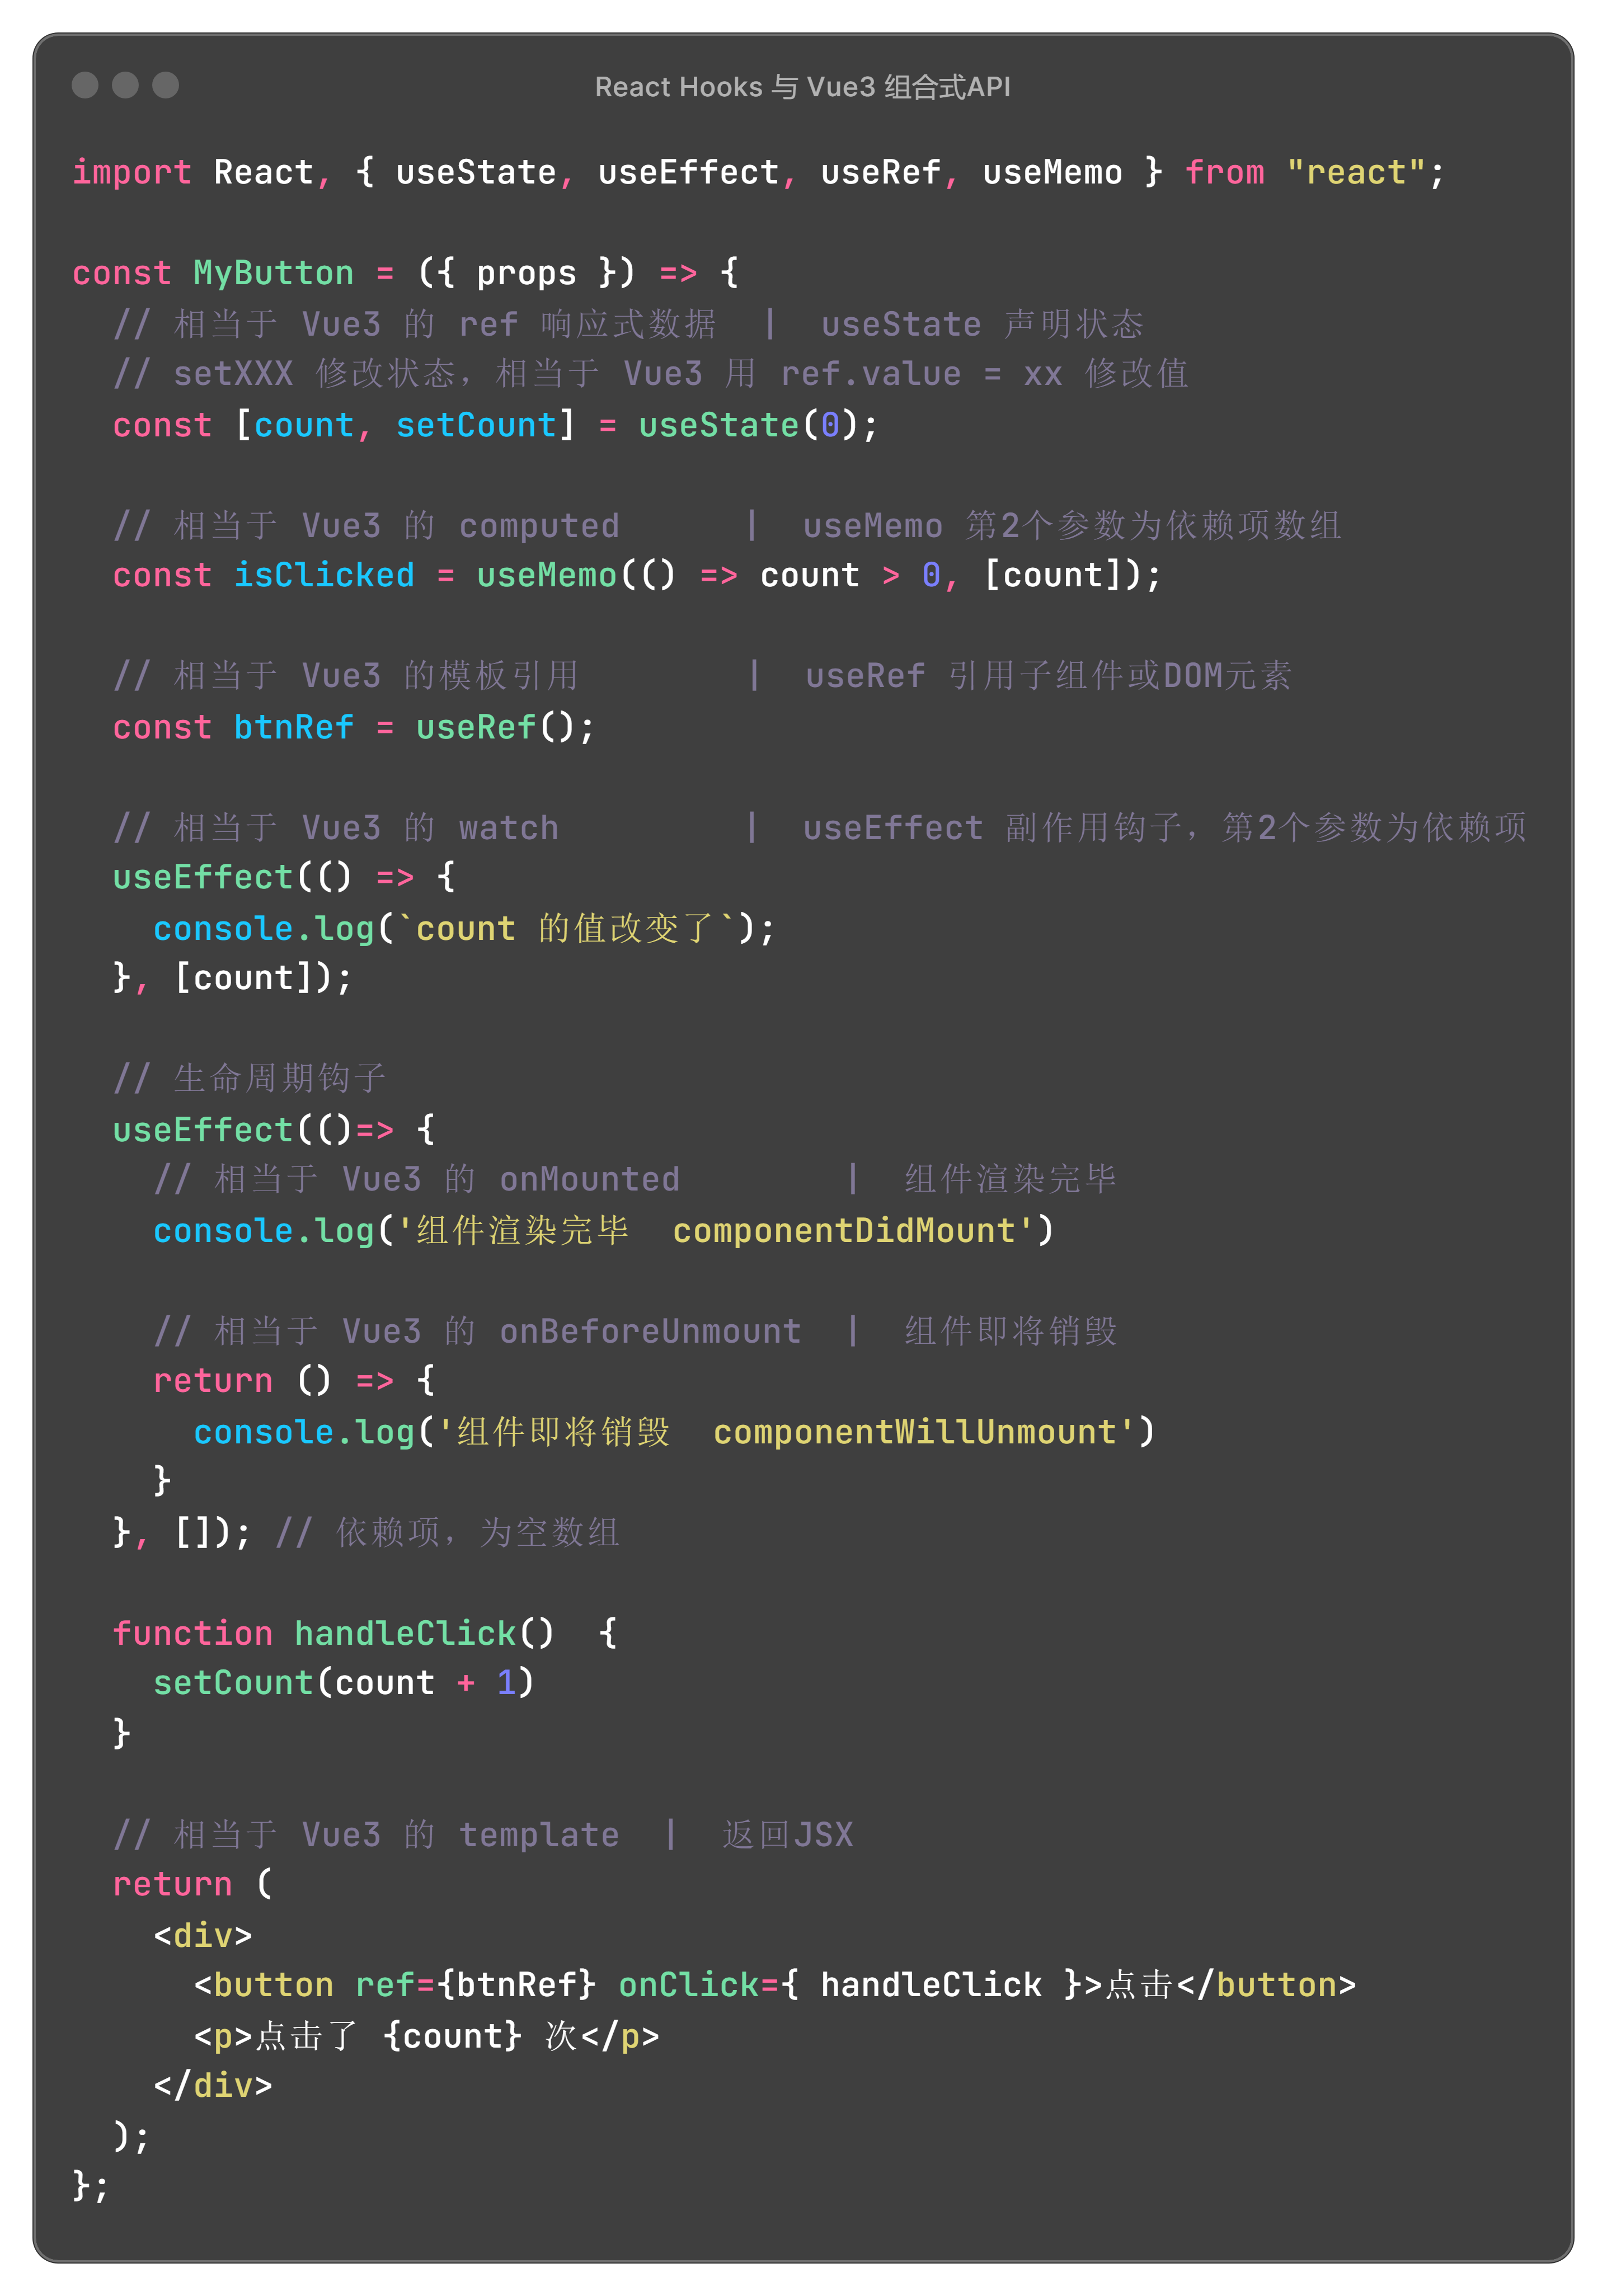 React Hooks 与 Vue3 组合式API
import React, { useState, useEffect, useRef, useMemo } from "react";
const MyButton = ({ props }) => {
  // 相当于 Vue3 的 ref 响应式数据  |  useState 声明状态
  // setXXX 修改状态，相当于 Vue3 用 ref.value = xx 修改值
  const [count, setCount] = useState(0);
  // 相当于 Vue3 的 computed      |  useMemo 第2个参数为依赖项数组
  const isClicked = useMemo(() => count > 0, [count]);
  // 相当于 Vue3 的模板引用        |  useRef 引用子组件或DOM元素
  const btnRef = useRef();
  // 相当于 Vue3 的 watch         |  useEffect 副作用钩子，第2个参数为依赖项
  useEffect(() => {
    console.log(`count 的值改变了`);
  }, [count]);
  // 生命周期钩子
  useEffect(()=> {
    // 相当于 Vue3 的 onMounted        |  组件渲染完毕
    console.log('组件渲染完毕  componentDidMount')
    // 相当于 Vue3 的 onBeforeUnmount  |  组件即将销毁
    return () => {
      console.log('组件即将销毁  componentWillUnmount')
    }
  }, []); // 依赖项，为空数组
  function handleClick()  {
    setCount(count + 1)
  }
  // 相当于 Vue3 的 template  |  返回JSX
  return (
    <div>
      <button ref={btnRef} onClick={ handleClick }>点击</button>
      <p>点击了 {count} 次</p>
    </div>
  );
};